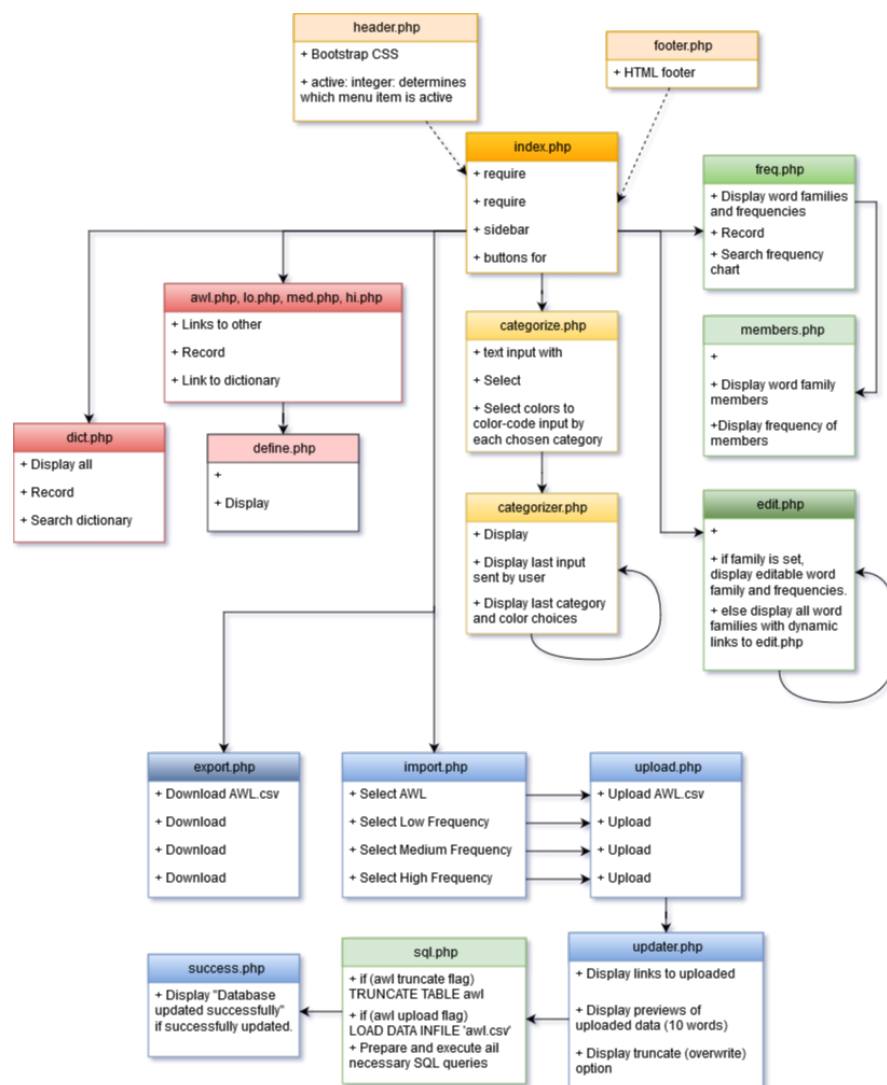 header.php
+ Bootstrap CSS
+ active: integer: determines
which menu item is active
footer.php
+ HTML footer
index.php
+ require
+ require
+ sidebar
+ buttons for
freq.php
+ Display word families
and frequencies
+ Record
+ Search frequency
chart
awl.php, lo.php, med.php, hi.php
+ Links to other
+ Record
+ Link to dictionary
categorize.php
+ text input with
+ Select
+ Select colors to
color-code input by
each chosen category
members.php
+
+ Display word family
members
+Display frequency of
members
dict.php
+ Display all
+ Record
+ Search dictionary
define.php
+
+ Display
categorizer.php
+ Display
+ Display last input
sent by user
+ Display last category
and color choices
edit.php
+
+ if family is set,
display editable word
family and frequencies.
+ else display all word
families with dynamic
links to edit.php
export.php
+ Download AWL.csv
+ Download
+ Download
+ Download
import.php
+ Select AWL
+ Select Low Frequency
+ Select Medium Frequency
+ Select High Frequency
upload.php
+ Upload AWL.csv
+ Upload
+ Upload
+ Upload
success.php
+ Display "Database
updated successfully"
if successfully updated.
sql.php
+ if (awl truncate flag)
TRUNCATE TABLE awl
+ if (awl upload flag)
LOAD DATA INFILE 'awl.csv'
+ Prepare and execute all
necessary SQL queries
updater.php
+ Display links to uploaded
+ Display previews of
uploaded data (10 words)
+ Display truncate (overwrite)
option